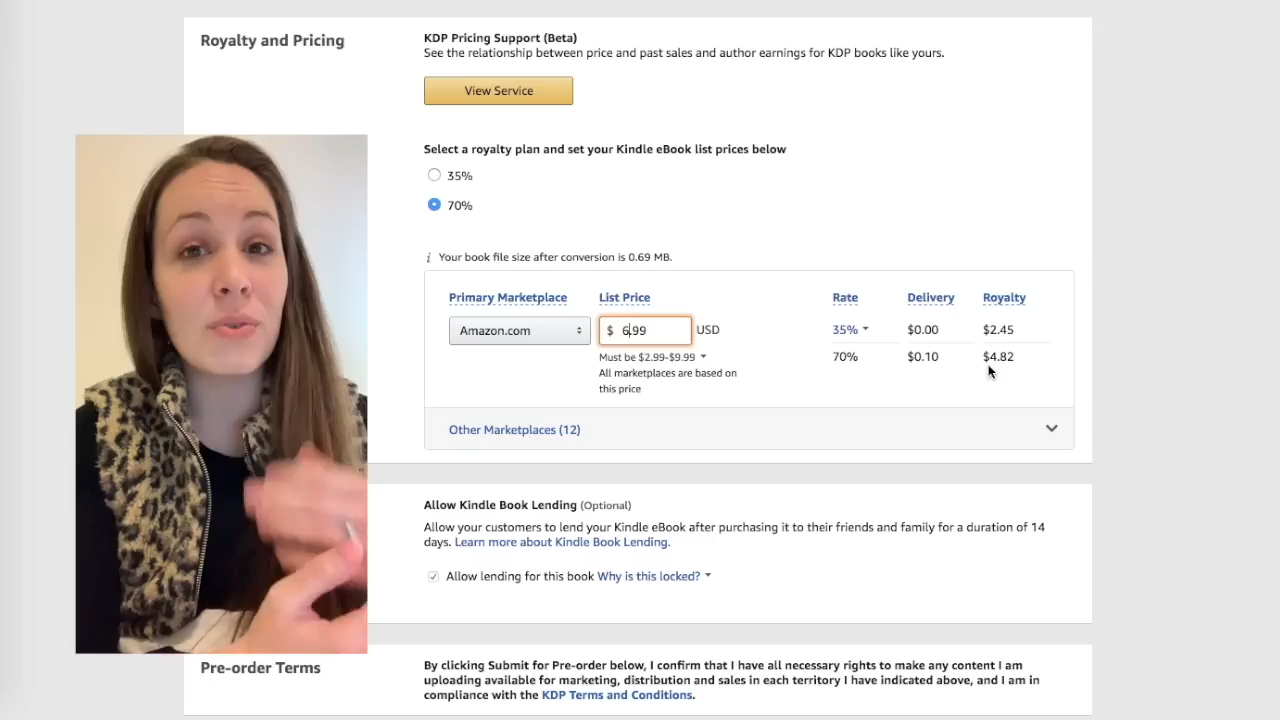 Royalty and Pricing
KDP Pricing Support (Beta)
See the relationship between price and past sales and author earnings for KDP books like yours.
View Service
Select a royalty plan and set your Kindle eBook list prices below
35%
70%
i Your book file size after conversion is 0.69 MB.
Primary Marketplace List Price Rate Delivery Royalty
Amazon.com $ 6.99 USD 35% $0.00 $2.45
Must be $2.99-$9.99 70% $0.10 $4.82
All marketplaces are based on
this price
Other Marketplaces (12)
Allow Kindle Book Lending (Optional)
Allow your customers to lend your Kindle eBook after purchasing it to their friends and family for a duration of 14
days. Learn more about Kindle Book Lending.
Allow lending for this book Why is this locked?
Pre-order Terms
By clicking Submit for Pre-order below, I confirm that I have all necessary rights to make any content I am
uploading available for marketing, distribution and sales in each territory I have indicated above, and I am in
compliance with the KDP Terms and Conditions.